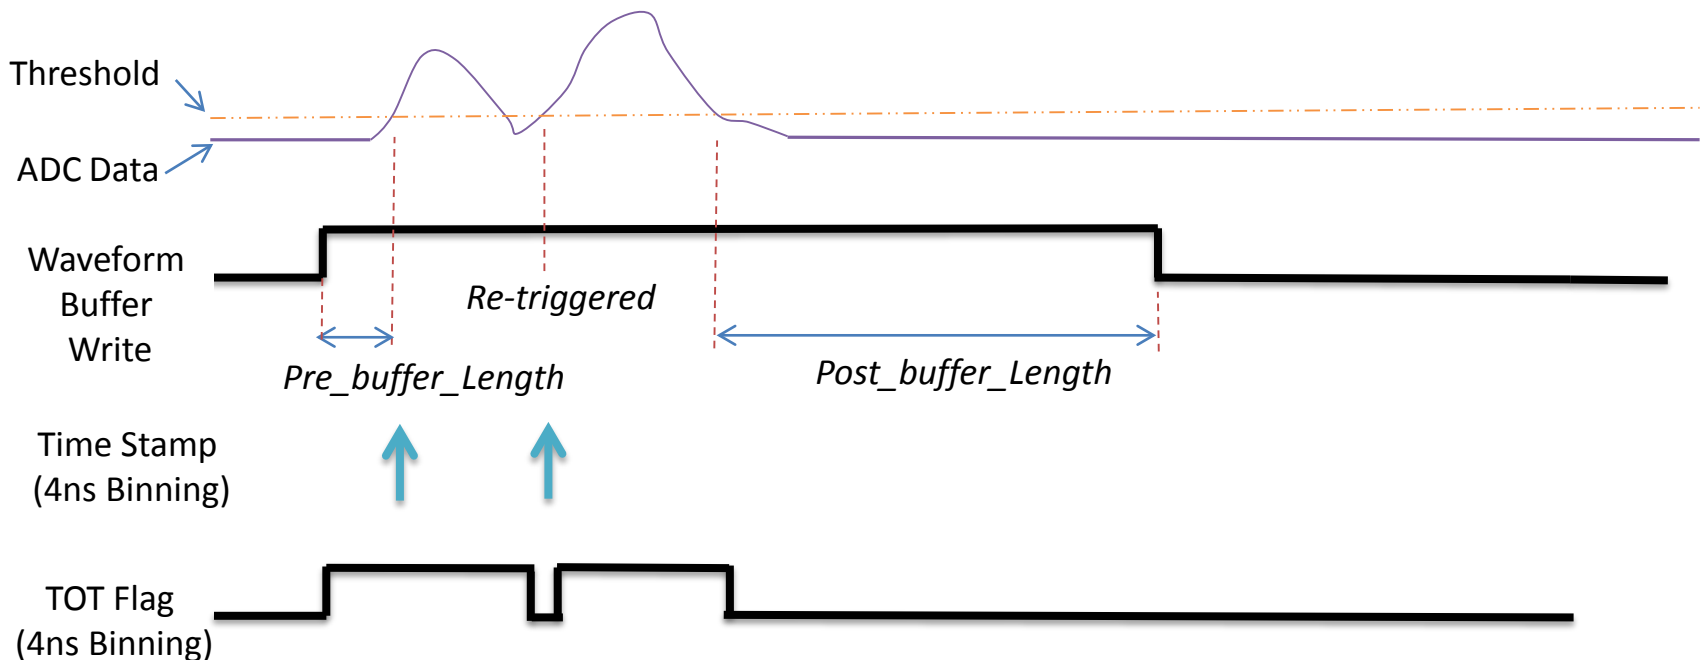 Threshold
ADC Data
Waveform
Buffer
Write
Re-triggered
Pre_buffer_Length
Post_buffer_Length
Time Stamp
(4ns Binning)
TOT Flag
(4ns Binning)